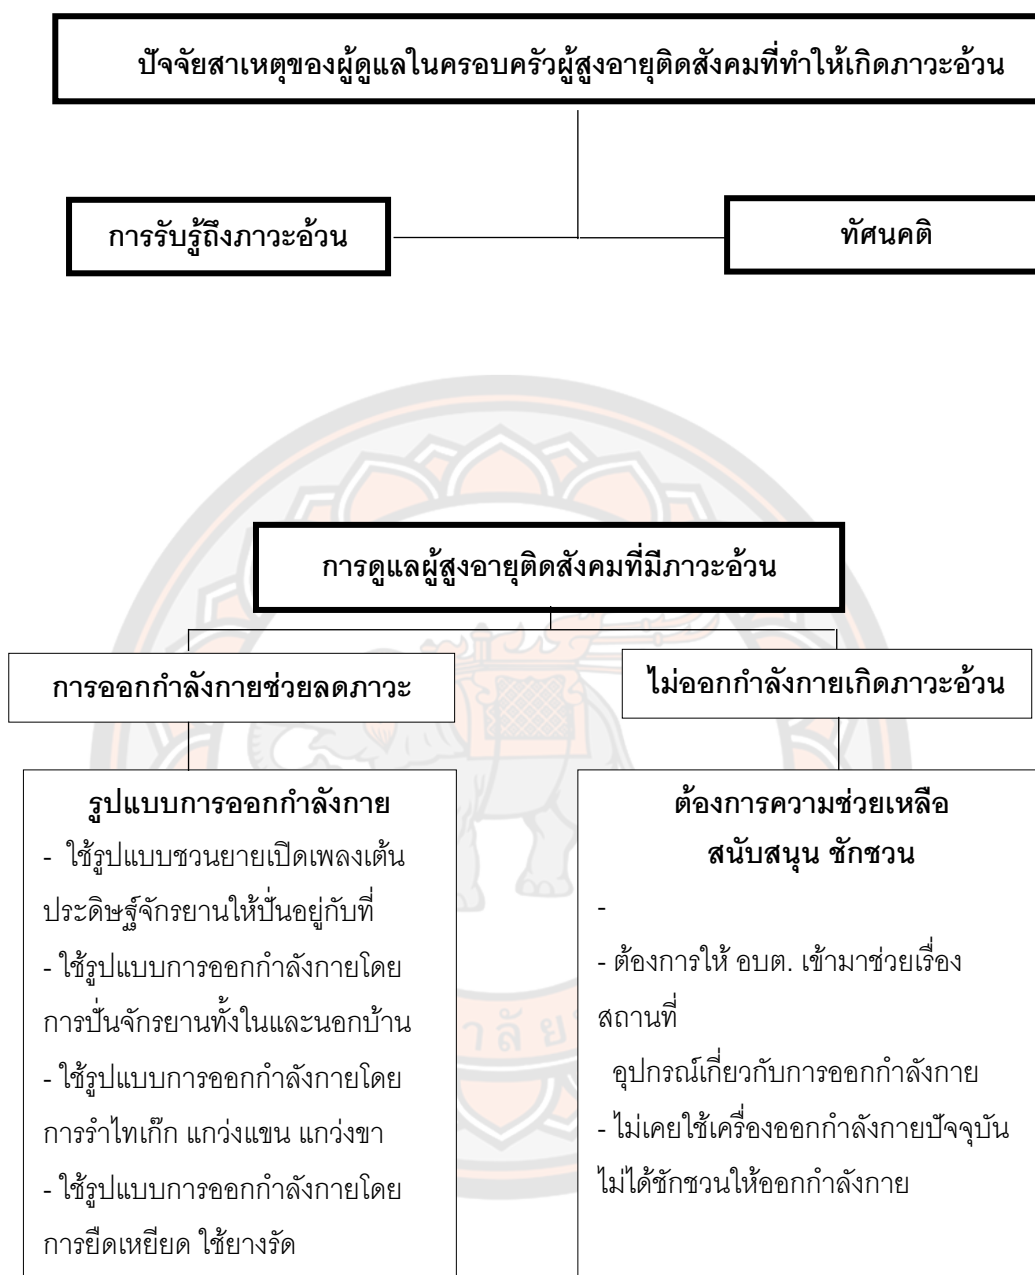 ปัจจัยสาเหตุของผู้ดูแลในครอบครัวผู้สูงอายุติดสังคมที่ทำให้เกิดภาวะอ้วน
การรับรู้ถึงภาวะอ้วน
ทัศนคติ
การดูแลผู้สูงอายุติดสังคมที่มีภาวะอ้วน
การออกกำลังกายช่วยลดภาวะ
ไม่ออกกำลังกายเกิดภาวะอ้วน
รูปแบบการออกกำลังกาย
- ใช้รูปแบบชวนยายเปิดเพลงเต้น
ประดิษฐ์จักรยานให้ปั่นอยู่กับที่
- ใช้รูปแบบการออกกำลังกายโดย
การปั่นจักรยานทั้งในและนอกบ้าน
- ใช้รูปแบบการออกกำลังกายโดย
การรำไทเก๊ก แกว่งแขน แกว่งขา
- ใช้รูปแบบการออกกำลังกายโดย
การยืดเหยียด ใช้ยางรัด
ต้องการความช่วยเหลือ
สนับสนุน ชักชวน
-
- ต้องการให้ อบต. เข้ามาช่วยเรื่อง
สถานที่
อุปกรณ์เกี่ยวกับการออกกำลังกาย
- ไม่เคยใช้เครื่องออกกำลังกายปัจจุบัน
ไม่ได้ชักชวนให้ออกกำลังกาย